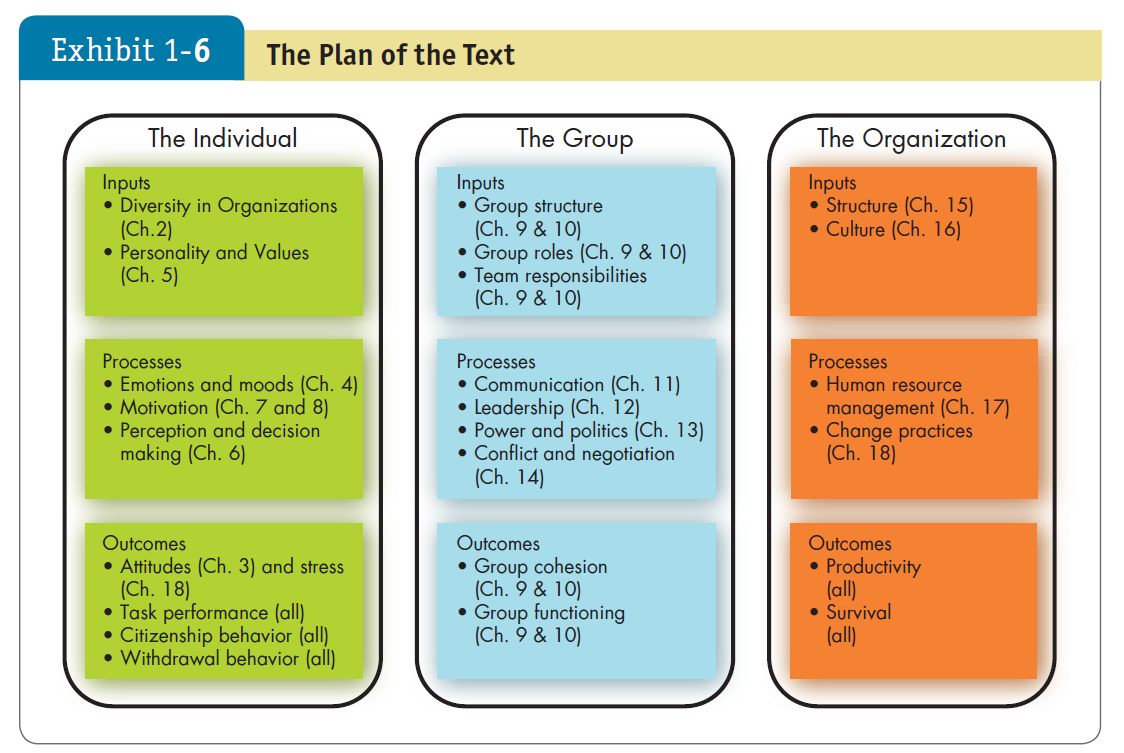 Exhibit 1-6
The Plan of the Text
The Individual
Inputs
• Diversity in Organizations
(Ch.2)
• Personality and Values
(Ch. 5)
Processes
• Emotions and moods (Ch. 4)
• Motivation (Ch. 7 and 8)
• Perception and decision
making (Ch. 6)
Outcomes
• Attitudes (Ch. 3) and stress
(Ch. 18)
• Task performance (all)
• Citizenship behavior (all)
• Withdrawal behavior (all)
The Group
Inputs
• Group structure
(Ch. 9 & 10)
• Group roles (Ch. 9 & 10)
• Team responsibilities
(Ch. 9 & 10)
Processes
• Communication (Ch. 11)
• Leadership (Ch. 12)
• Power and politics (Ch. 13)
• Conflict and negotiation
(Ch. 14)
Outcomes
• Group cohesion
(Ch. 9 & 10)
• Group functioning
(Ch. 9 & 10)
The Organization
Inputs
• Structure (Ch. 15)
• Culture (Ch. 16)
Processes
• Human resource
management (Ch. 17)
• Change practices
(Ch. 18)
Outcomes
• Productivity
(all)
• Survival
(all)